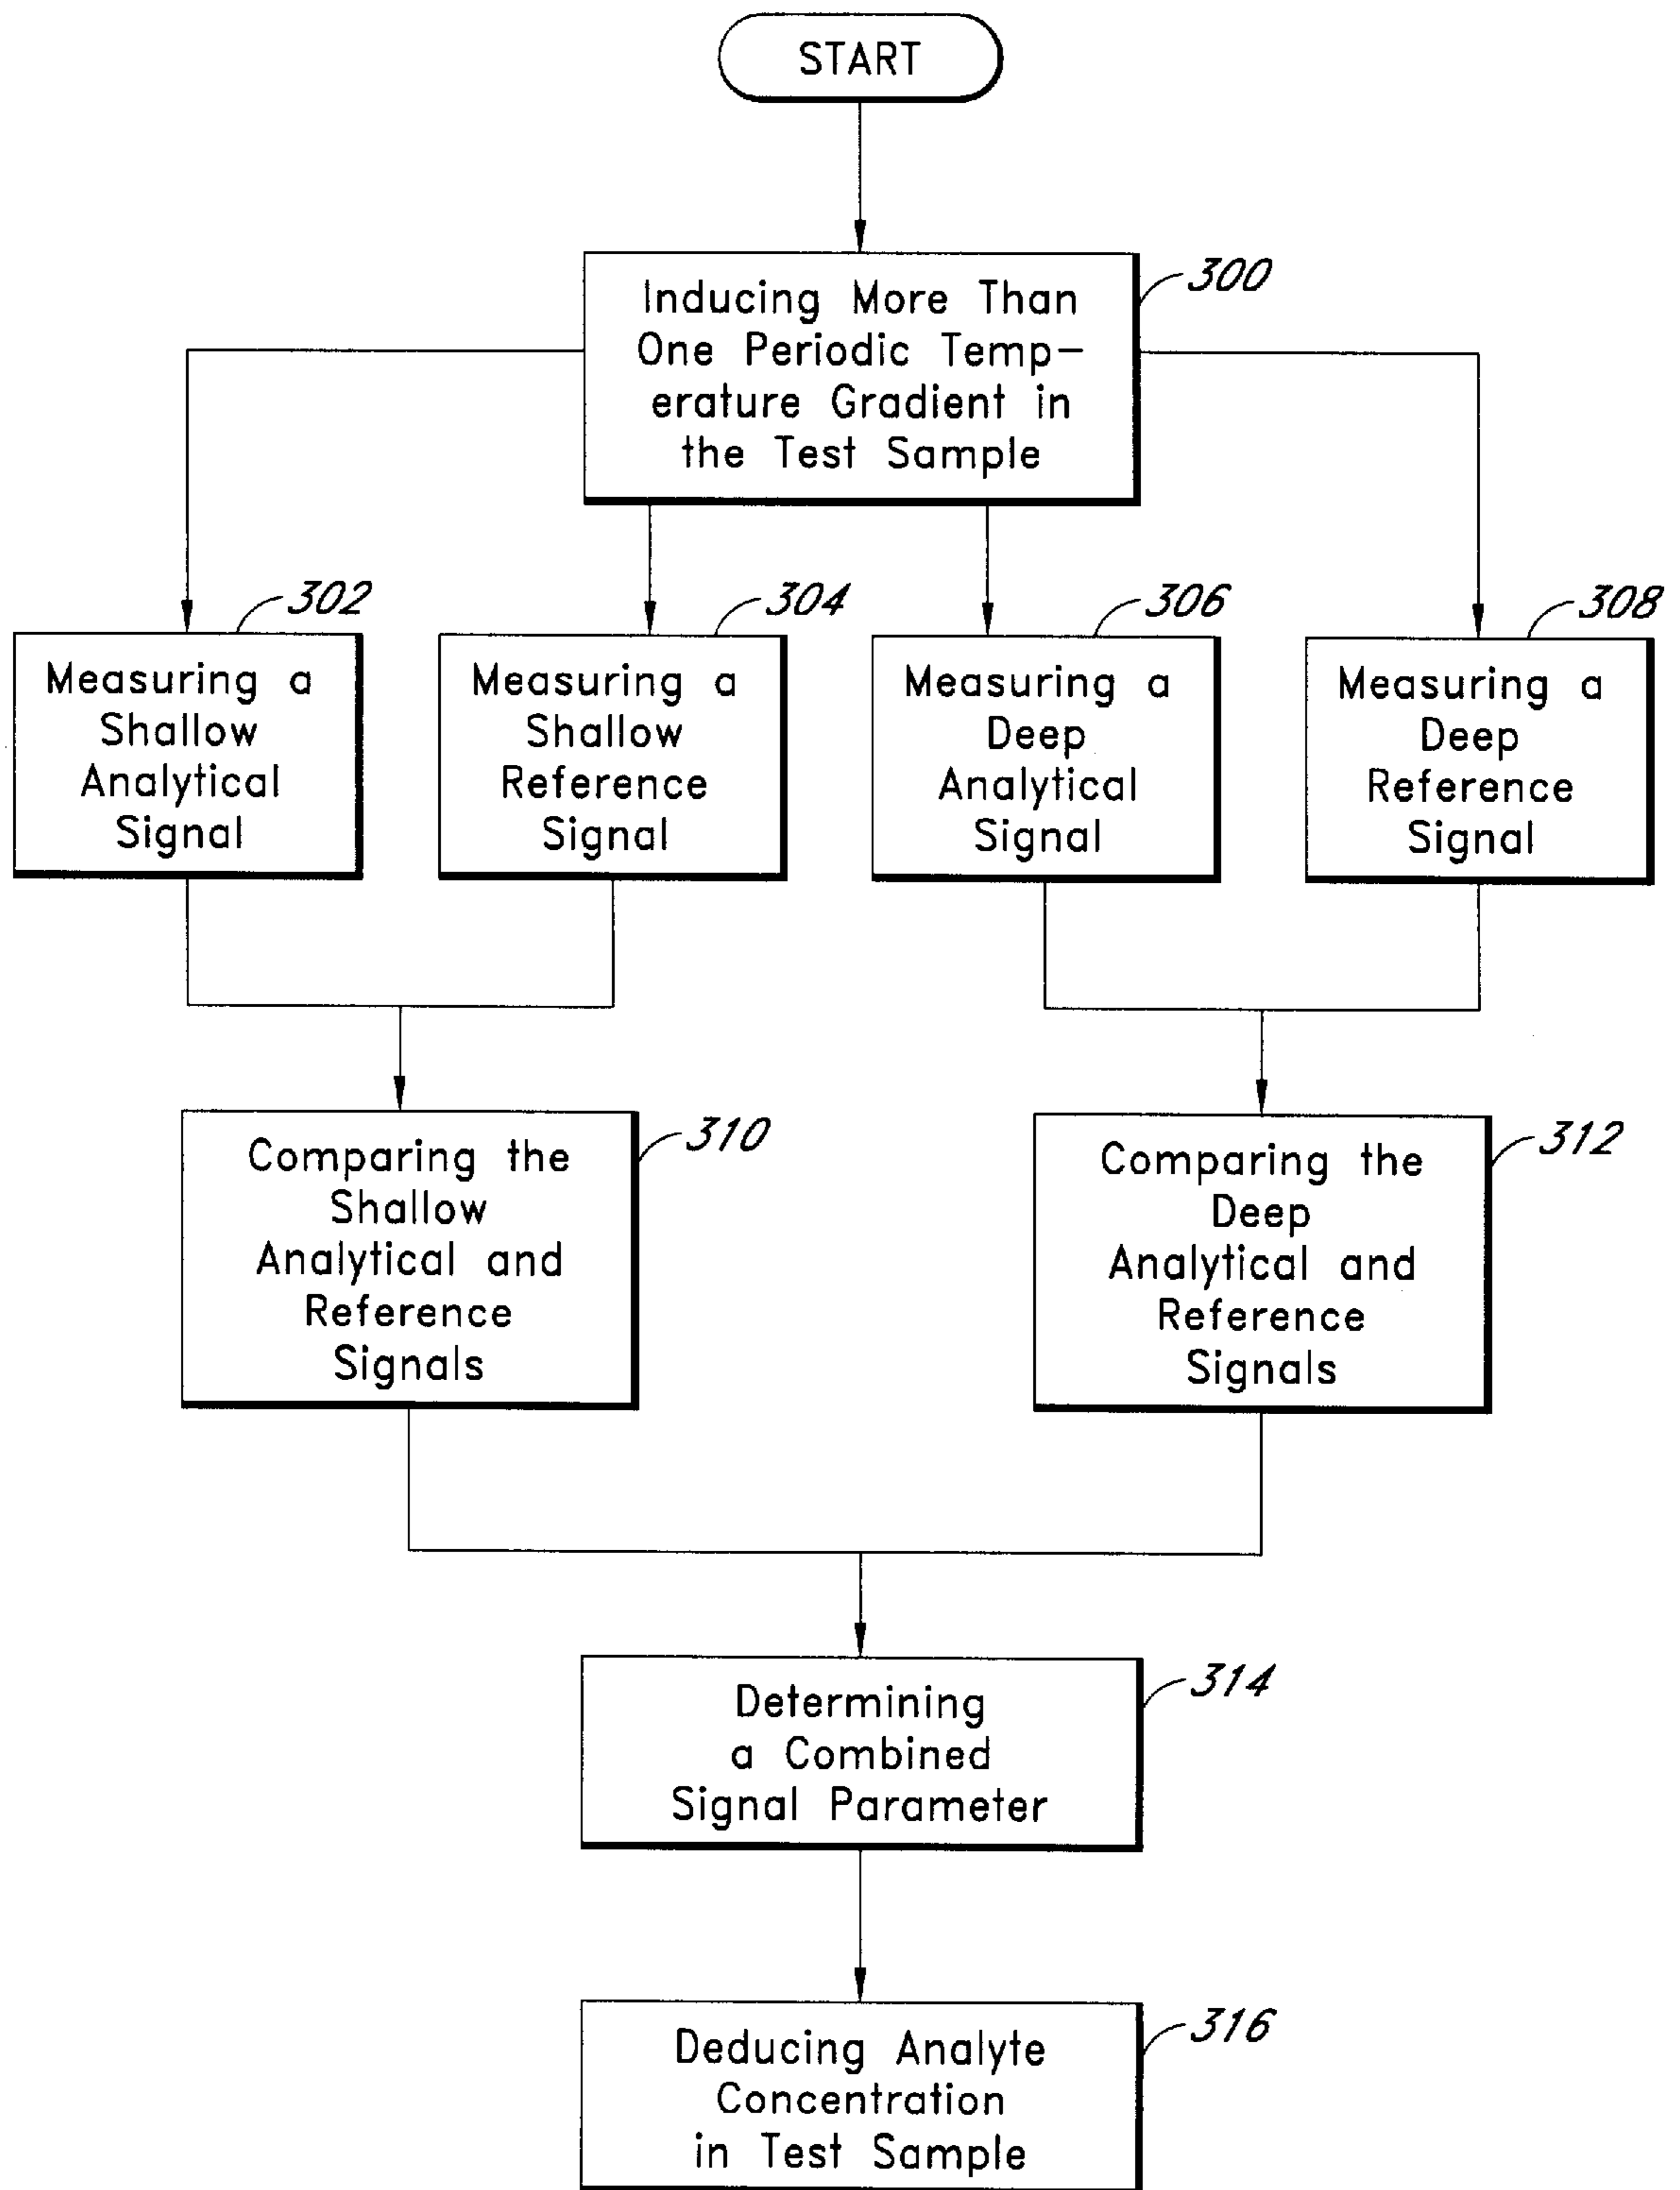 START
300
Inducing More Than
One Periodic Temp-
erature Gradient in
the Test Sample
302
Measuring a
Shallow
Analytical
Signal
304
Measuring a
Shallow
Reference
Signal
306
Measuring a
Deep
Analytical
Signal
308
Measuring a
Deep
Reference
Signal
310
Comparing the
Shallow
Analytical and
Reference
Signals
312
Comparing the
Deep
Analytical and
Reference
Signals
314
Determining
a Combined
Signal Parameter
316
Deducing Analyte
Concentration
in Test Sample